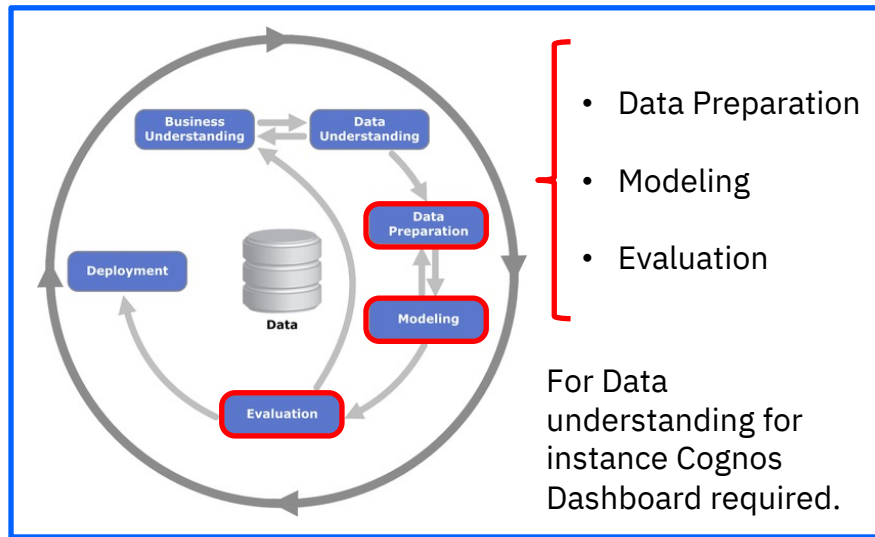 Business
Understanding
Data
Understanding
Data
Preparation
Modeling
Evaluation
Deployment
Data
• Data Preparation
• Modeling
• Evaluation
For Data
understanding for
instance Cognos
Dashboard required.